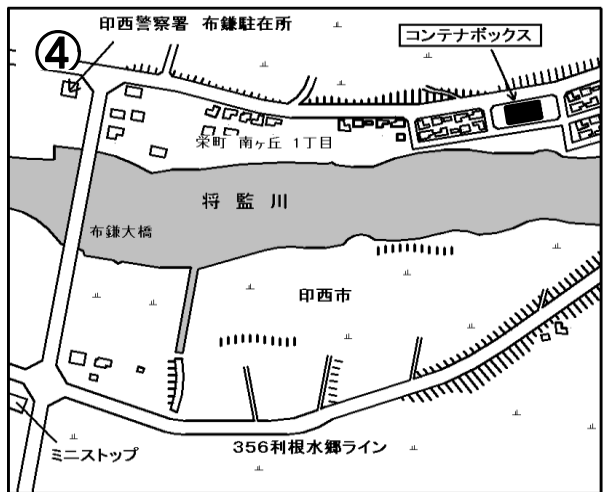 ④
印西警察署 布鎌駐在所
コンテナボックス
栄町 南ヶ丘 1丁目
将監川
布鎌大橋
印西市
356利根水郷ライン
ミニストップ